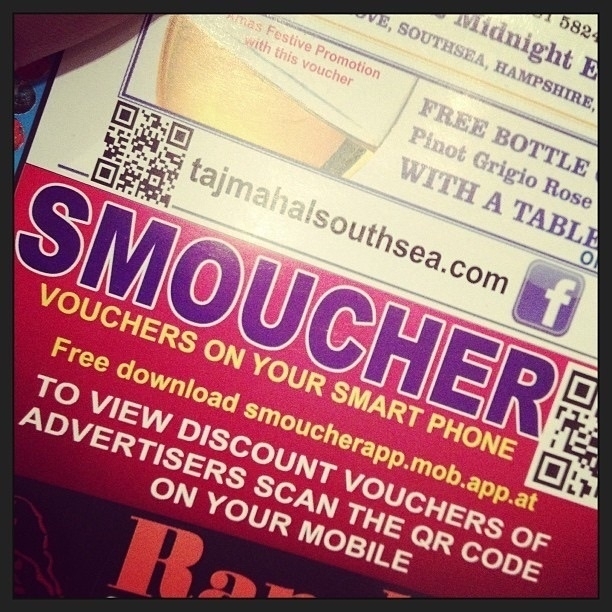 5824
Midnight E
OVE, SOUTHSEA, HAMPSHIRE,
Xmas Festive Promotion
with this voucher
FREE BOTTLE
Pinot Grigio Rose
WITH A TABLE
tajmahalsouthsea.com
f
SMOUCHER
VOUCHERS ON YOUR SMART PHONE
Free download smoucherapp.mob.app.at
TO VIEW DISCOUNT VOUCHERS OF
ADVERTISERS SCAN THE QR CODE
ON YOUR MOBILE